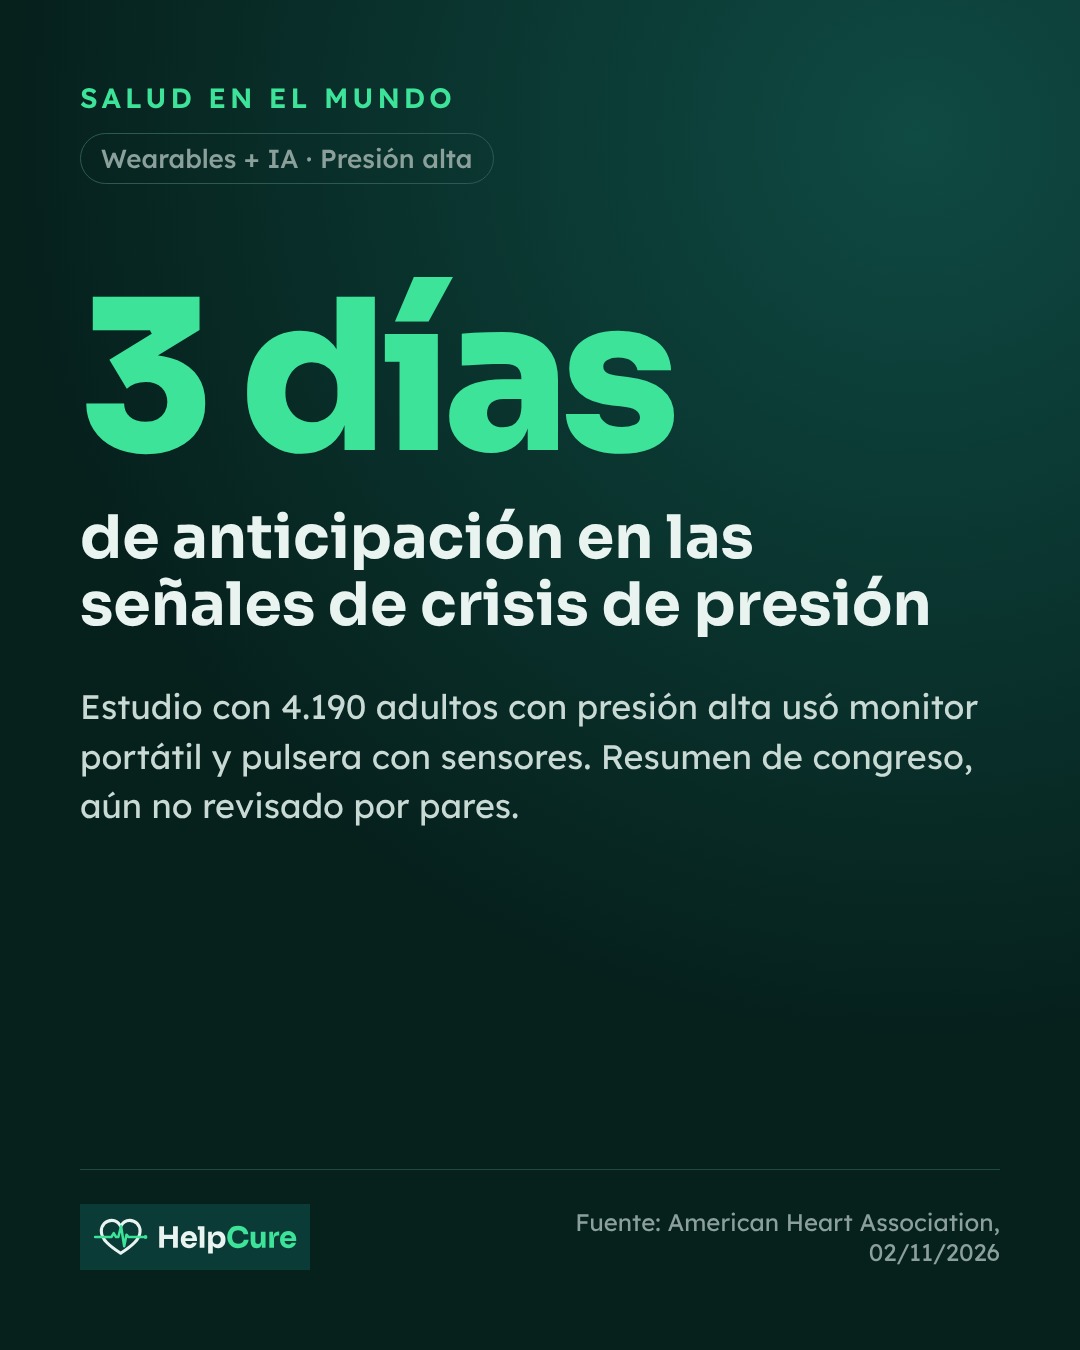 SALUD EN EL MUNDO
Wearables + IA · Presión alta
3 días
de anticipación en las
señales de crisis de presión
Estudio con 4.190 adultos con presión alta usó monitor
portátil y pulsera con sensores. Resumen de congreso,
aún no revisado por pares.
HelpCure
Fuente: American Heart Association,
02/11/2026